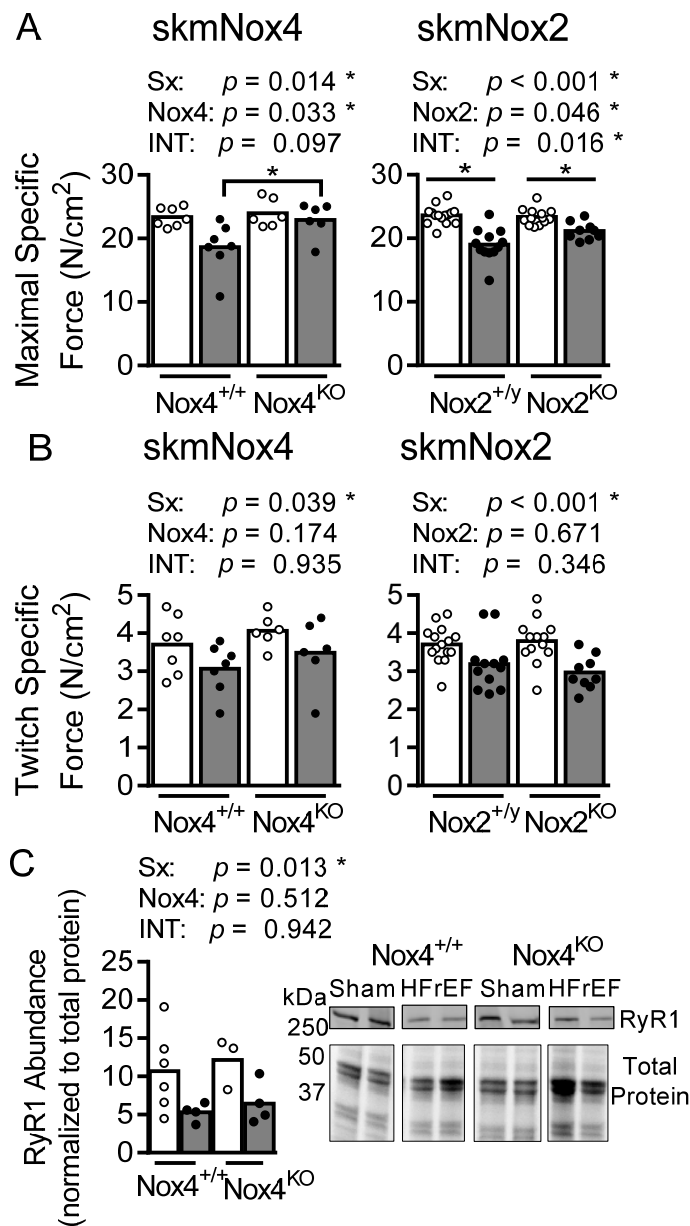 A
skmNox4
skmNox2
Sx: p = 0.014 *
Nox4: p = 0.033 *
INT: p = 0.097
Sx: p < 0.001 *
Nox2: p = 0.046 *
INT: p = 0.016 *
Maximal Specific
Force (N/cm²)
30
20
10
0
*
30
20
10
0
*
*
Nox4+/+
Nox4KO
Nox2+/y
Nox2KO
B
skmNox4
skmNox2
Sx: p = 0.039 *
Nox4: p = 0.174
INT: p = 0.935
Sx: p < 0.001 *
Nox2: p = 0.671
INT: p = 0.346
Twitch Specific
Force (N/cm²)
5
4
3
2
1
0
5
4
3
2
1
0
Nox4+/+
Nox4KO
Nox2+/y
Nox2KO
C
Sx: p = 0.013 *
Nox4: p = 0.512
INT: p = 0.942
RyR1 Abundance
(normalized to total protein)
25
20
15
10
5
0
Nox4+/+
Nox4KO
Nox4+/+
Nox4KO
kDa
Sham HFrEF Sham HFrEF
250
RyR1
50
37
Total
Protein